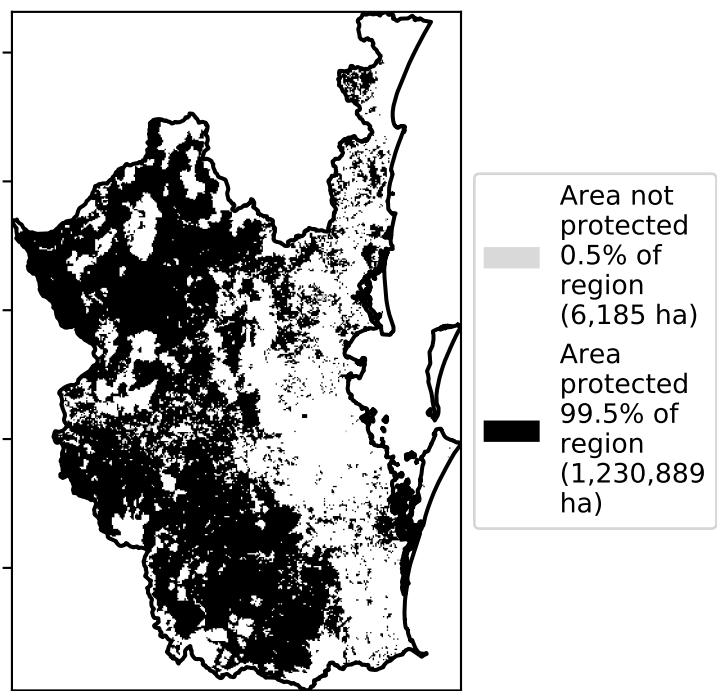 Area not
protected
0.5% of
region
(6,185 ha)
Area
protected
99.5% of
region
(1,230,889
ha)